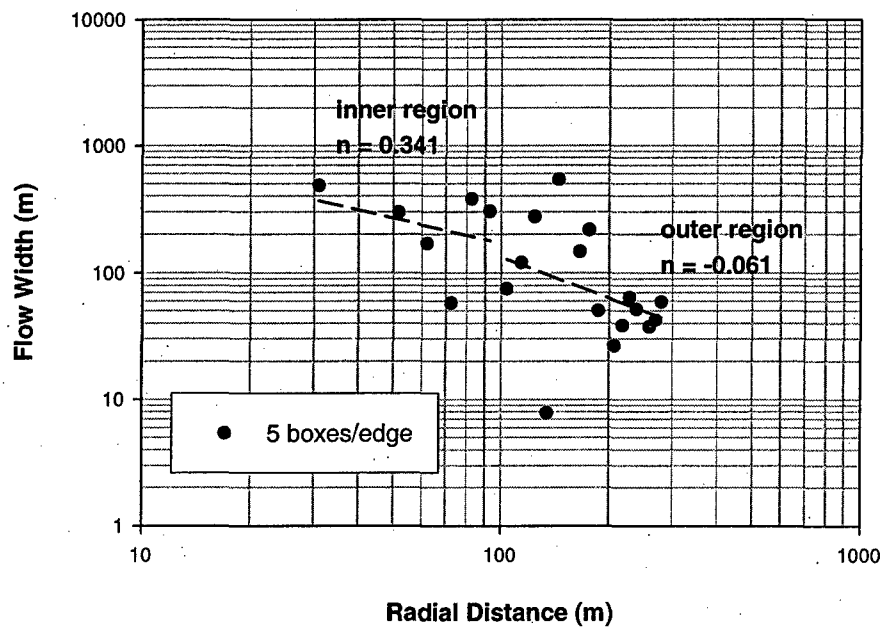 10000
1000
100
10
1
inner region
n = 0.341
outer region
n = -0.061
5 boxes/edge
10
100
1000
Flow Width (m)
Radial Distance (m)